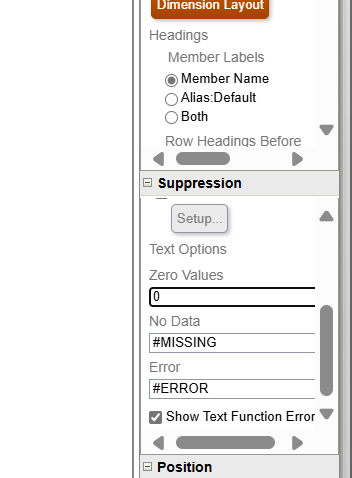 Dimension Layout
Headings
Member Labels
Member Name
Alias:Default
Both
Row Headings Before
Suppression
Setup...
Text Options
Zero Values
0
No Data
#MISSING
Error
#ERROR
Show Text Function Error
Position